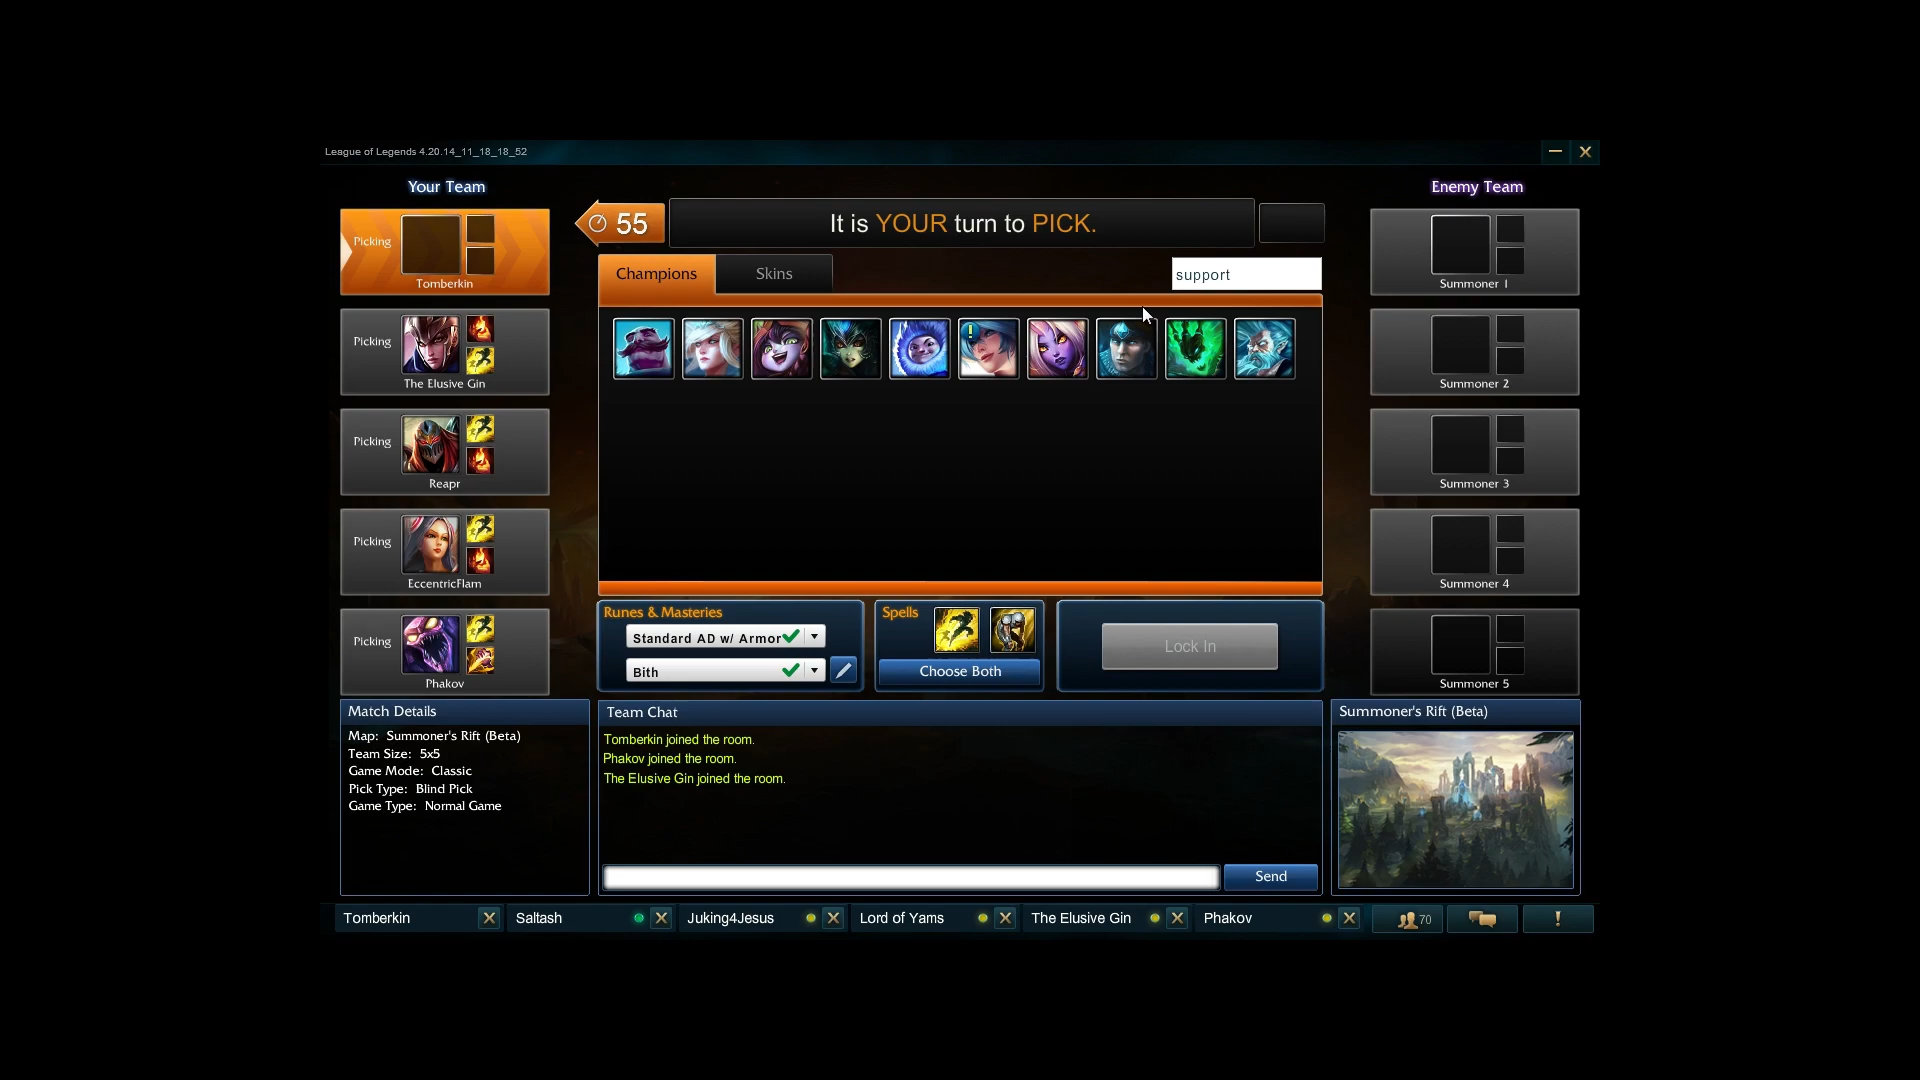 League of Legends 4.20.14_11_18_18_52
Your Team
Enemy Team
55
It is YOUR turn to PICK.
Champions
Skins
support
Picking
Tomberkin
Picking
The Elusive Gin
Picking
Reapr
Picking
EccentricFlam
Picking
Phakov
Summoner 1
Summoner 2
Summoner 3
Summoner 4
Summoner 5
Runes & Masteries
Standard AD w/ Armor
Bith
Spells
Choose Both
Lock In
Match Details
Map: Summoner's Rift (Beta)
Team Size: 5x5
Game Mode: Classic
Pick Type: Blind Pick
Game Type: Normal Game
Team Chat
Tomberkin joined the room.
Phakov joined the room.
The Elusive Gin joined the room.
Send
Summoner's Rift (Beta)
Tomberkin
Saltash
Juking4Jesus
Lord of Yams
The Elusive Gin
Phakov
70